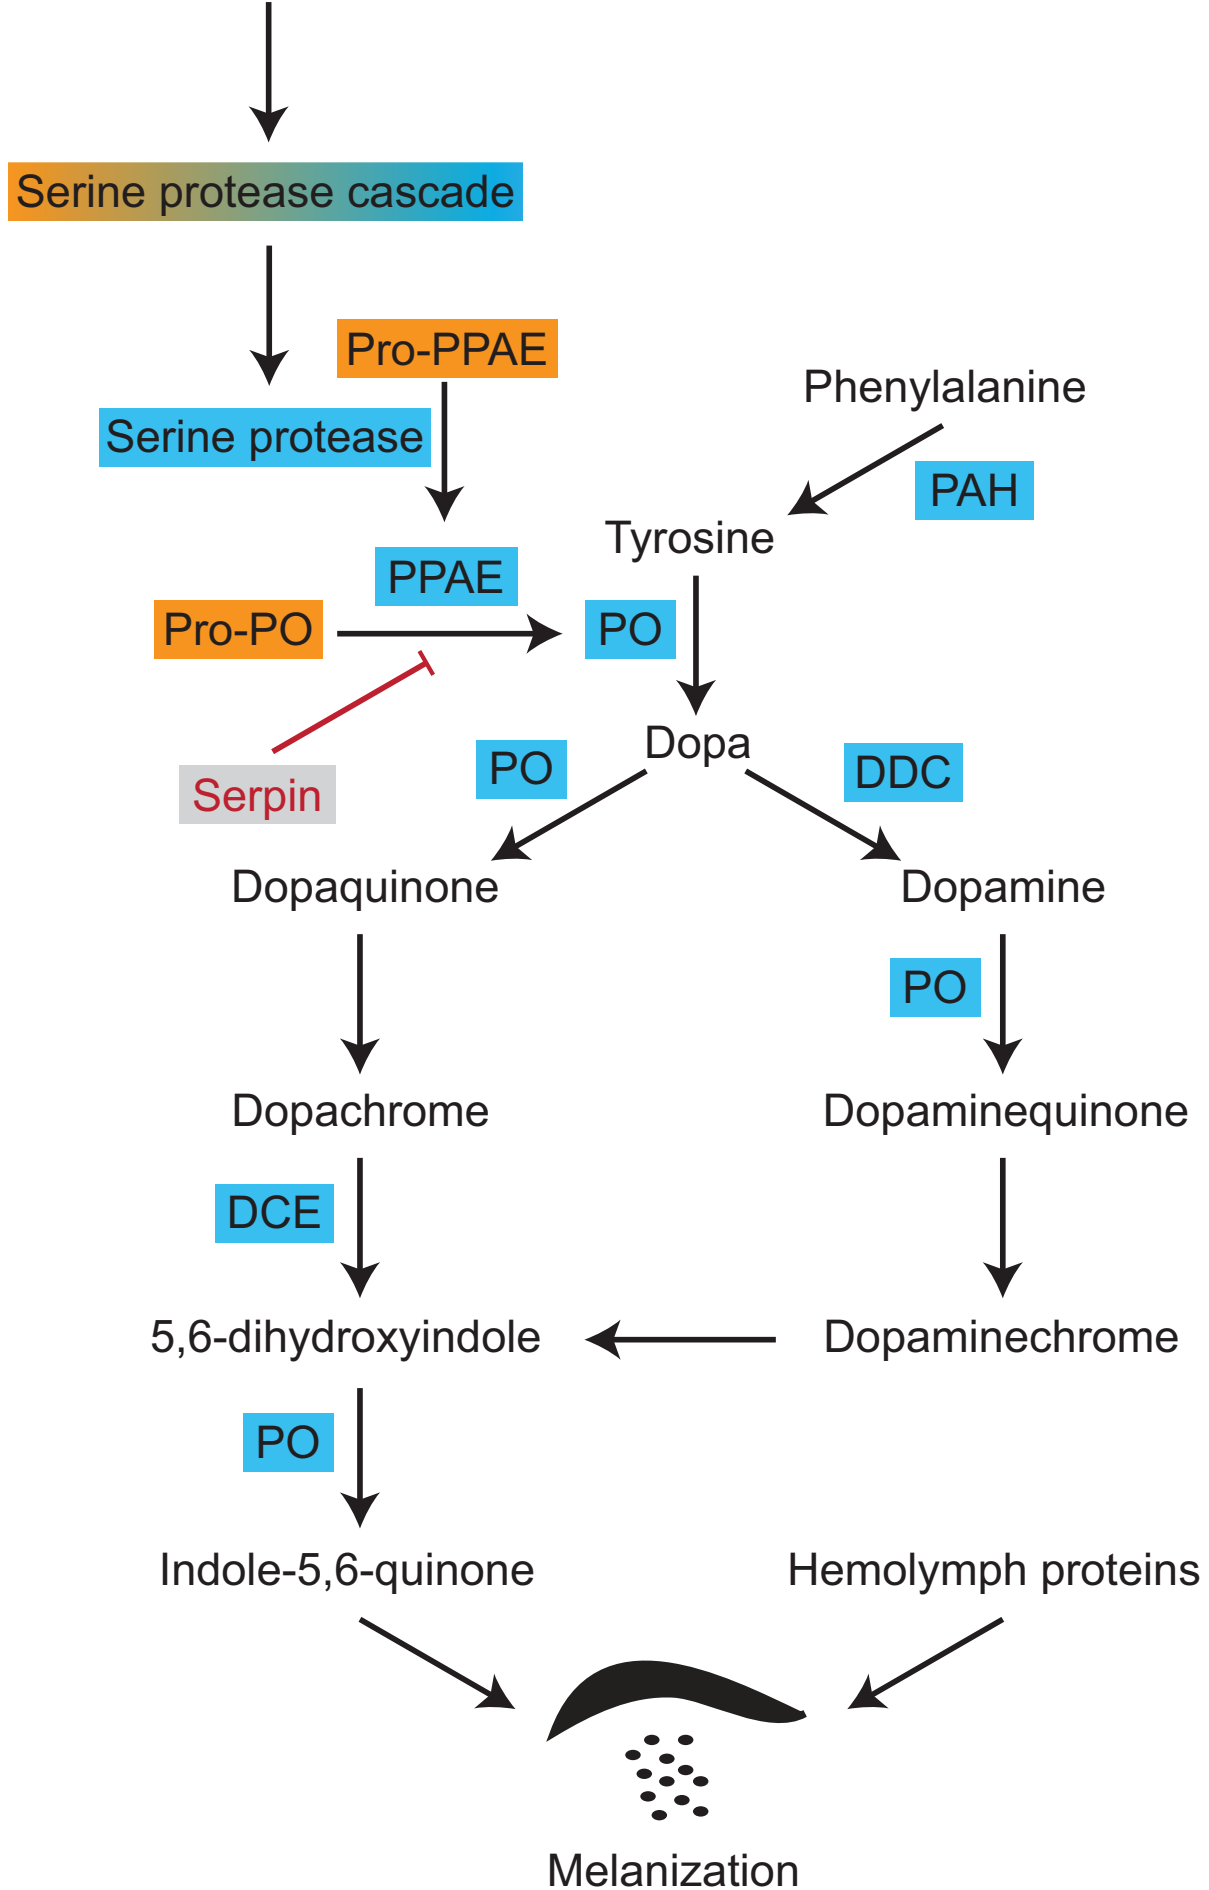 Serine protease cascade
Pro-PPAE
Phenylalanine
Serine protease
PAH
Tyrosine
PPAE
Pro-PO
PO
Dopa
PO
DDC
Serpin
Dopaquinone
Dopamine
PO
Dopachrome
Dopaminequinone
DCE
5,6-dihydroxyindole
Dopaminechrome
PO
Indole-5,6-quinone
Hemolymph proteins
Melanization